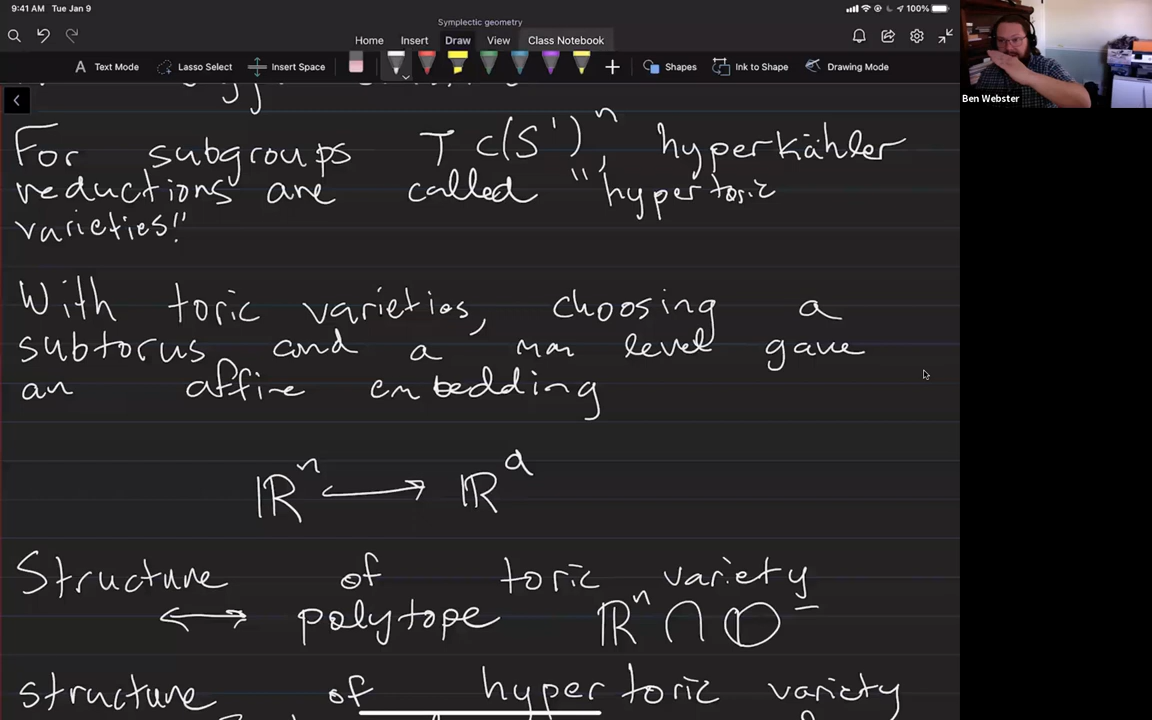 9:41 AM Tue Jan 9
100%
Symplectic geometry
Home Insert Draw View Class Notebook
Text Mode Lasso Select Insert Space Shapes Ink to Shape Drawing Mode
Ben Webster
For subgroups T ⊂ (S¹)ⁿ, hyperkähler
reductions are called "hypertoric
varieties."
With toric varieties, choosing a
subtorus and a mm level gave
an affine embedding
ℝⁿ ↔ ℝᵈ
Structure of toric variety
↔ polytope ℝⁿ ∩
structure of hypertoric variety